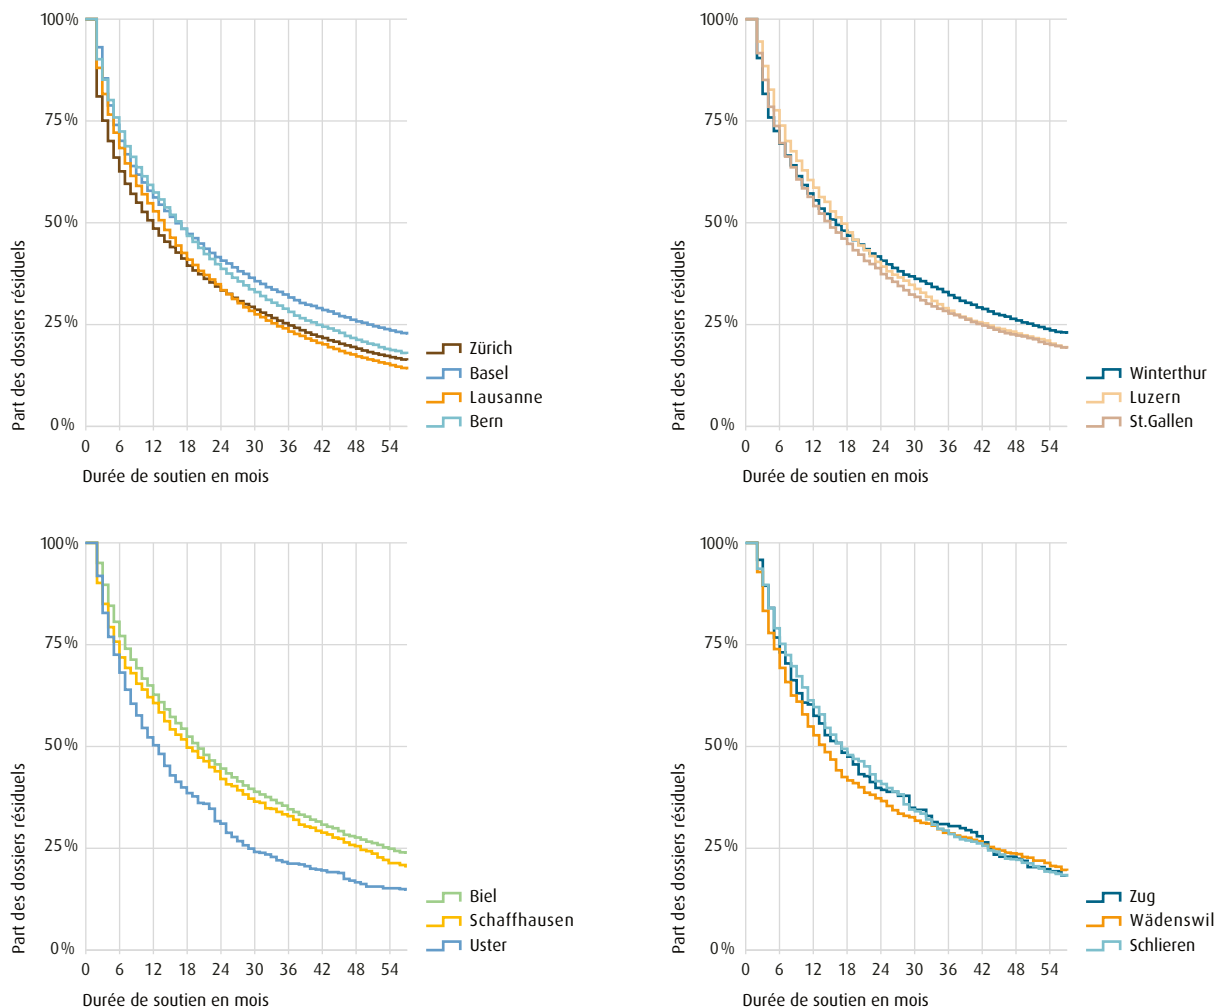 100%
75%
50%
25%
0%
Part des dossiers résiduels
0 6 12 18 24 30 36 42 48 54
Durée de soutien en mois
Zürich
Basel
Lausanne
Bern
100%
75%
50%
25%
0%
Part des dossiers résiduels
0 6 12 18 24 30 36 42 48 54
Durée de soutien en mois
Winterthur
Luzern
St.Gallen
100%
75%
50%
25%
0%
Part des dossiers résiduels
0 6 12 18 24 30 36 42 48 54
Durée de soutien en mois
Biel
Schaffhausen
Uster
100%
75%
50%
25%
0%
Part des dossiers résiduels
0 6 12 18 24 30 36 42 48 54
Durée de soutien en mois
Zug
Wädenswil
Schlieren